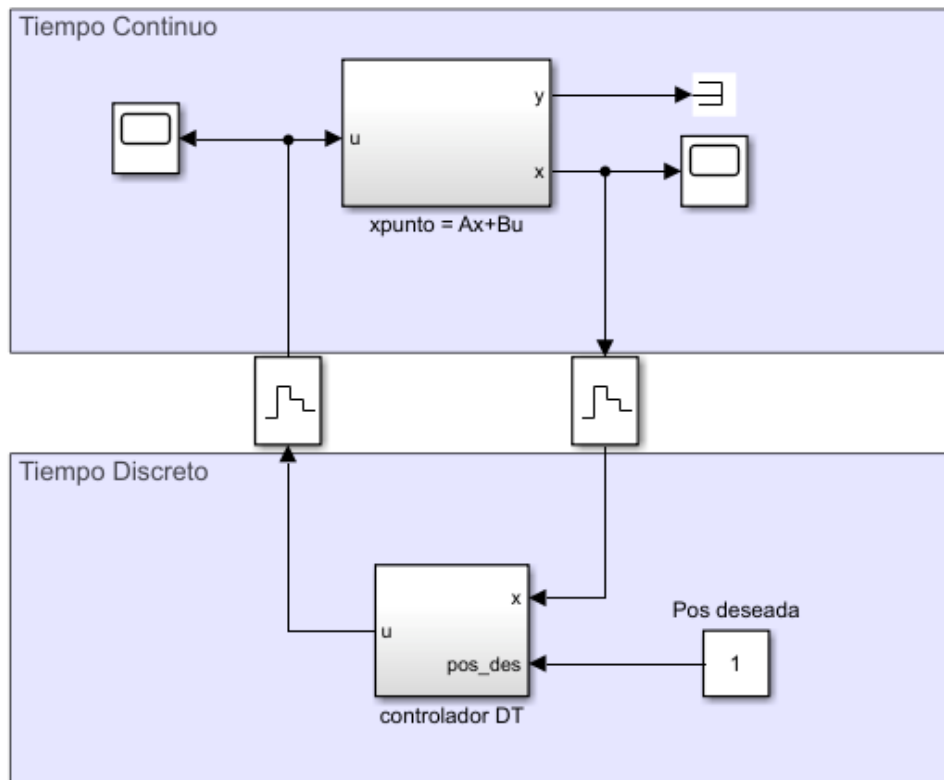 Tiempo Continuo
y
u
x
xpunto = Ax+Bu
Tiempo Discreto
x
Pos deseada
u
pos_des
1
controlador DT